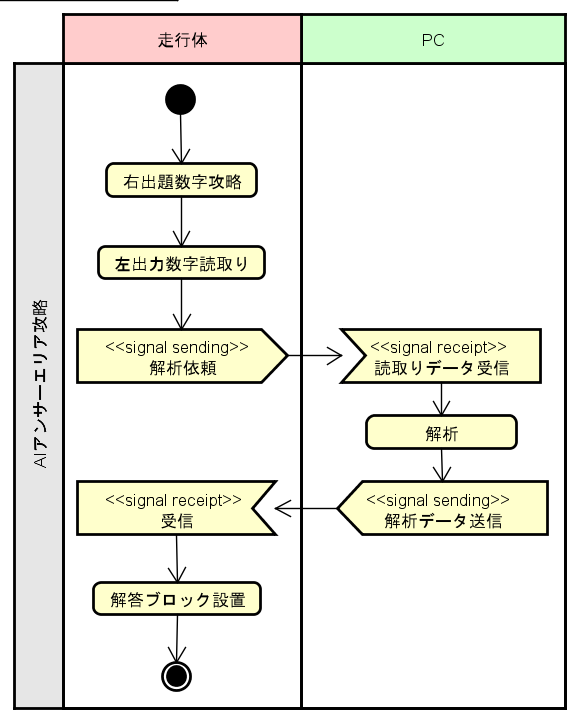 走行体
PC
AIアンサーエリア攻略
右出題数字攻略
左出力数字読取り
<<signal sending>>
解析依頼
<<signal receipt>>
読取りデータ受信
解析
<<signal sending>>
解析データ送信
<<signal receipt>>
受信
解答ブロック設置